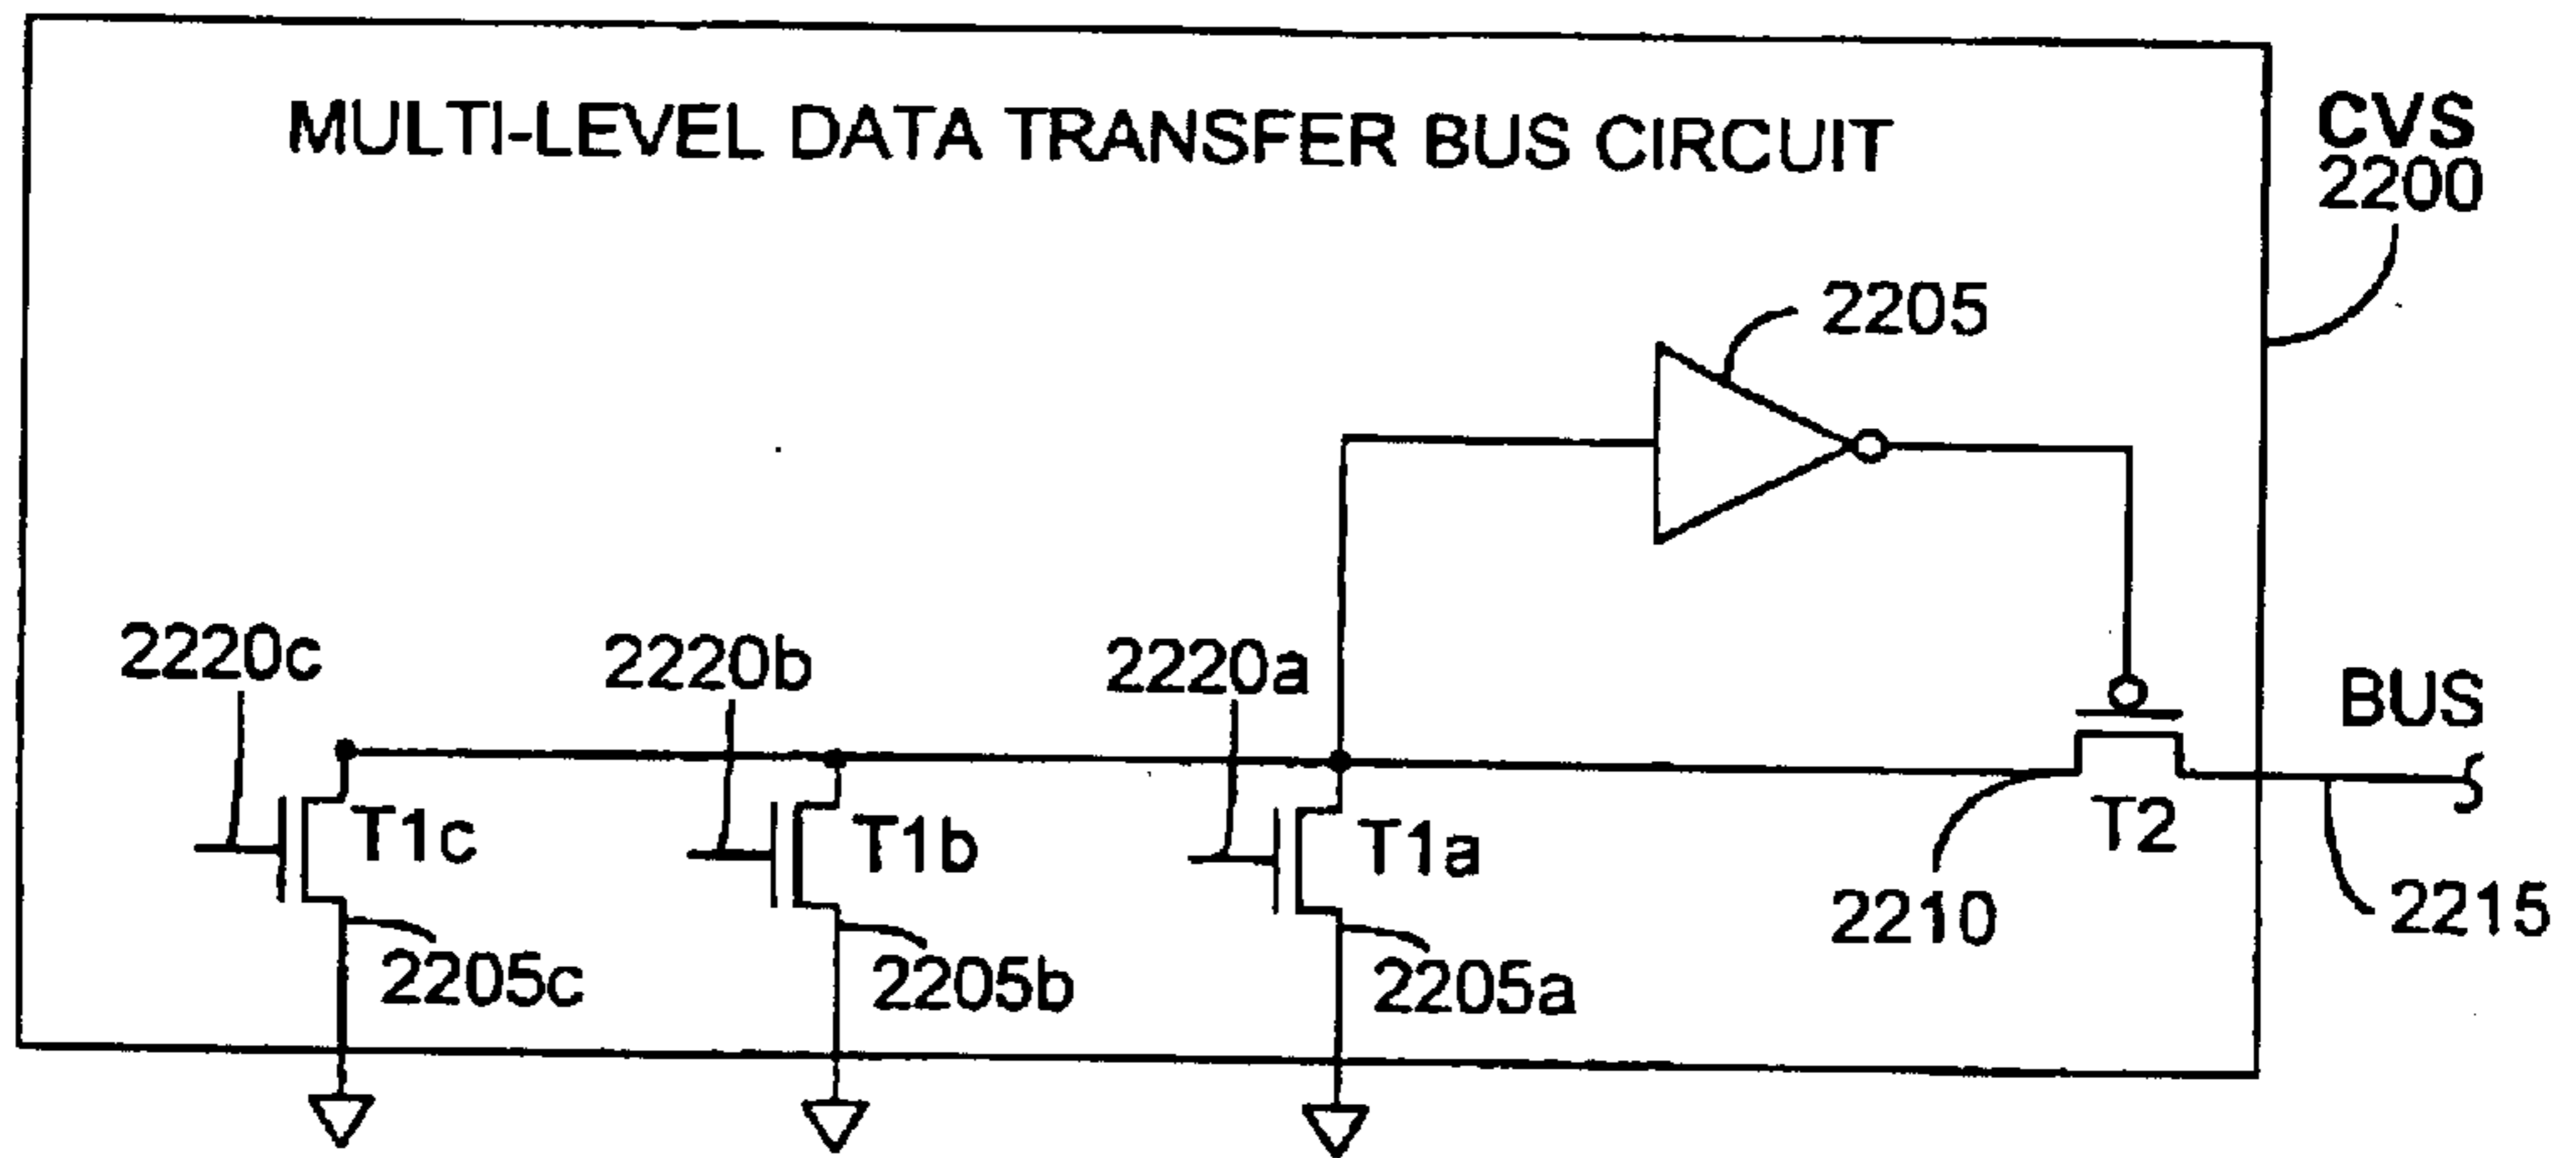 MULTI-LEVEL DATA TRANSFER BUS CIRCUIT
CVS
2200
2205
2220c
2220b
2220a
BUS
T1c
T1b
T1a
T2
2210
2215
2205c
2205b
2205a